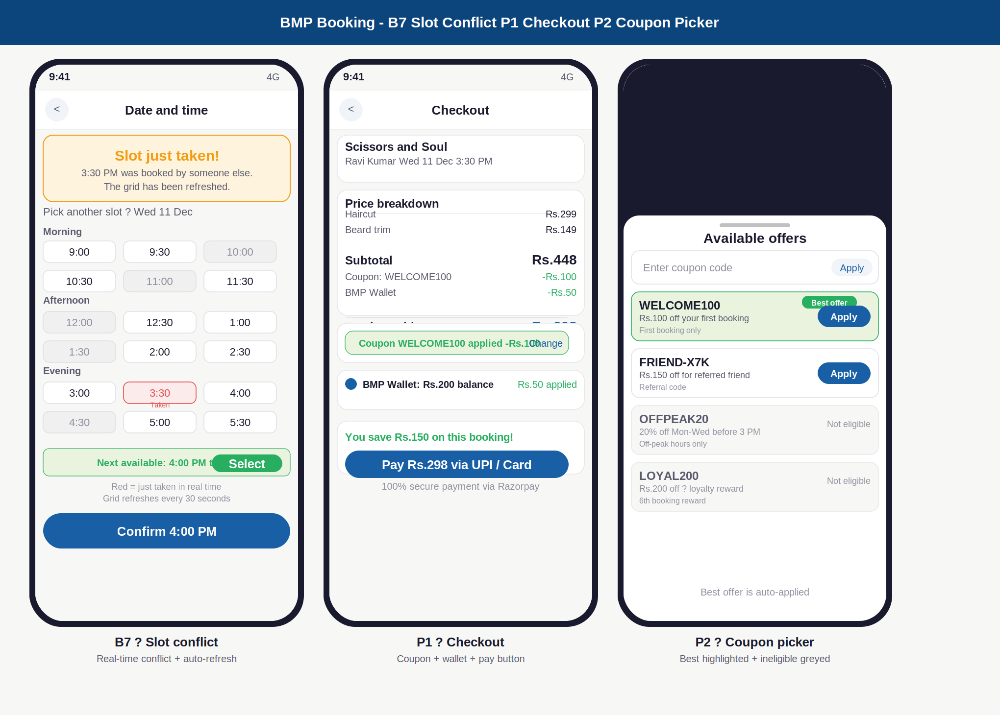 BMP Booking - B7 Slot Conflict P1 Checkout P2 Coupon Picker
9:41
4G
<
Date and time
Slot just taken!
3:30 PM was booked by someone else.
The grid has been refreshed.
Pick another slot ? Wed 11 Dec
Morning
9:00 9:30 10:00
10:30 11:00 11:30
Afternoon
12:00 12:30 1:00
1:30 2:00 2:30
Evening
3:00 3:30 4:00
Taken
4:30 5:00 5:30
Next available: 4:00 PM
Select
Red = just taken in real time
Grid refreshes every 30 seconds
Confirm 4:00 PM
B7 ? Slot conflict
Real-time conflict + auto-refresh
9:41
4G
<
Checkout
Scissors and Soul
Ravi Kumar Wed 11 Dec 3:30 PM
Price breakdown
Haircut Rs.299
Beard trim Rs.149
Subtotal Rs.448
Coupon: WELCOME100 -Rs.100
BMP Wallet -Rs.50
Coupon WELCOME100 applied -Rs.100
Change
BMP Wallet: Rs.200 balance Rs.50 applied
You save Rs.150 on this booking!
Pay Rs.298 via UPI / Card
100% secure payment via Razorpay
P1 ? Checkout
Coupon + wallet + pay button
Available offers
Enter coupon code Apply
WELCOME100
Best offer
Rs.100 off your first booking
Apply
First booking only
FRIEND-X7K
Rs.150 off for referred friend
Apply
Referral code
OFFPEAK20
Not eligible
20% off Mon-Wed before 3 PM
Off-peak hours only
LOYAL200
Not eligible
Rs.200 off ? loyalty reward
6th booking reward
Best offer is auto-applied
P2 ? Coupon picker
Best highlighted + ineligible greyed